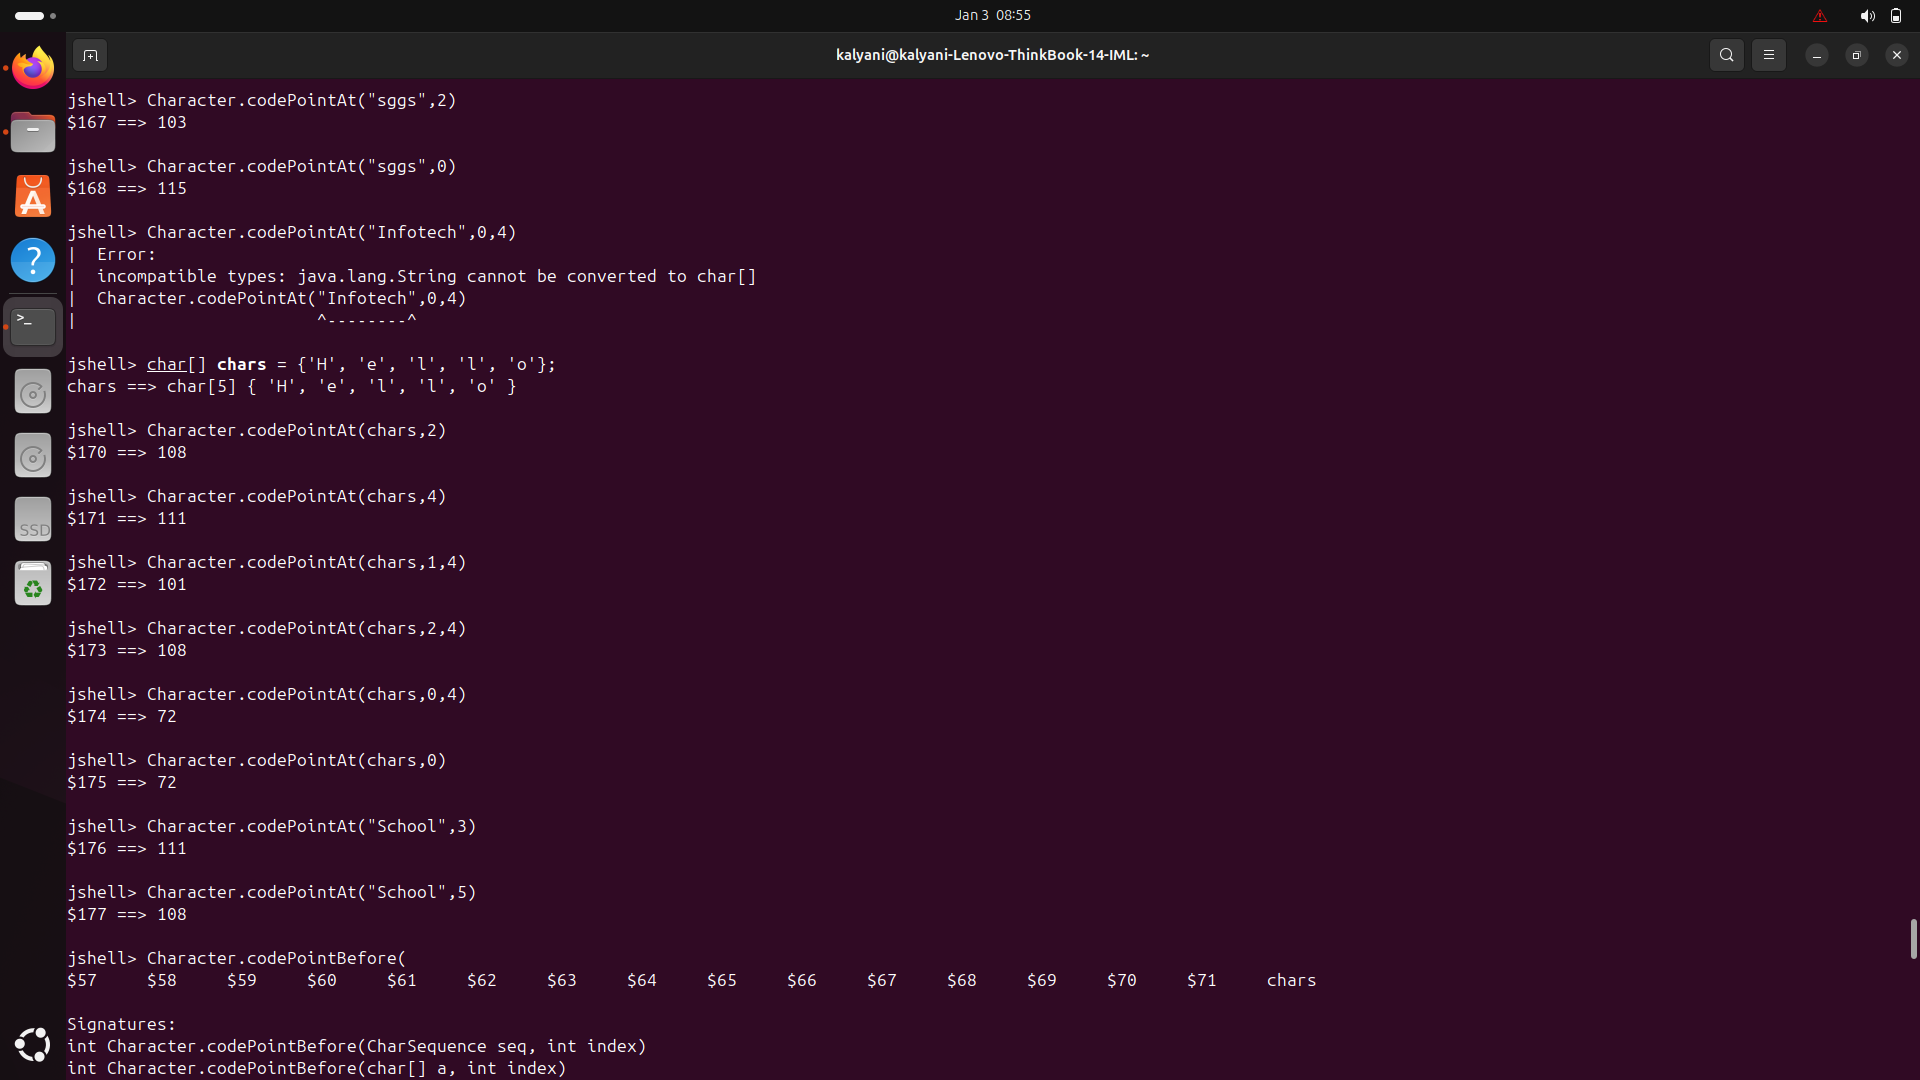 Jan 3 08:55
kalyani@kalyani-Lenovo-ThinkBook-14-IML: ~
jshell> Character.codePointAt("sggs",2)
$167 ==> 103
jshell> Character.codePointAt("sggs",0)
$168 ==> 115
jshell> Character.codePointAt("Infotech",0,4)
|  Error:
|  incompatible types: java.lang.String cannot be converted to char[]
|  Character.codePointAt("Infotech",0,4)
|                        ^--------^
jshell> char[] chars = {'H', 'e', 'l', 'l', 'o'};
chars ==> char[5] { 'H', 'e', 'l', 'l', 'o' }
jshell> Character.codePointAt(chars,2)
$170 ==> 108
jshell> Character.codePointAt(chars,4)
$171 ==> 111
jshell> Character.codePointAt(chars,1,4)
$172 ==> 101
jshell> Character.codePointAt(chars,2,4)
$173 ==> 108
jshell> Character.codePointAt(chars,0,4)
$174 ==> 72
jshell> Character.codePointAt(chars,0)
$175 ==> 72
jshell> Character.codePointAt("School",3)
$176 ==> 111
jshell> Character.codePointAt("School",5)
$177 ==> 108
jshell> Character.codePointBefore(
$57     $58     $59     $60     $61     $62     $63     $64     $65     $66     $67     $68     $69     $70     $71     chars
Signatures:
int Character.codePointBefore(CharSequence seq, int index)
int Character.codePointBefore(char[] a, int index)
SSD